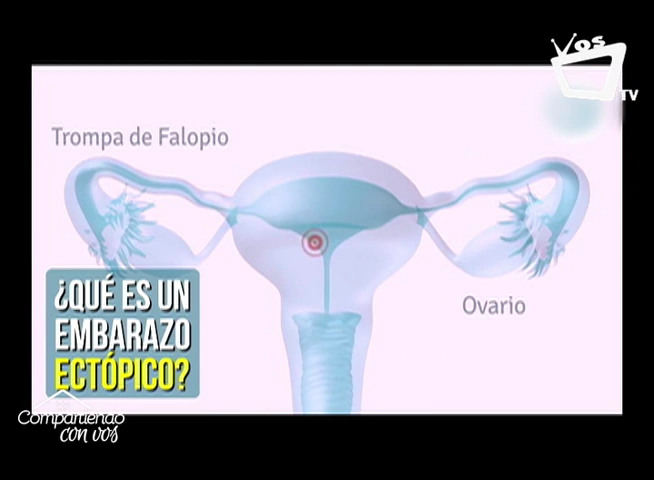 Vos
TV
Trompa de Falopio
Ovario
¿QUÉ ES UN
EMBARAZO
ECTÓPICO?
Compartiendo
con vos